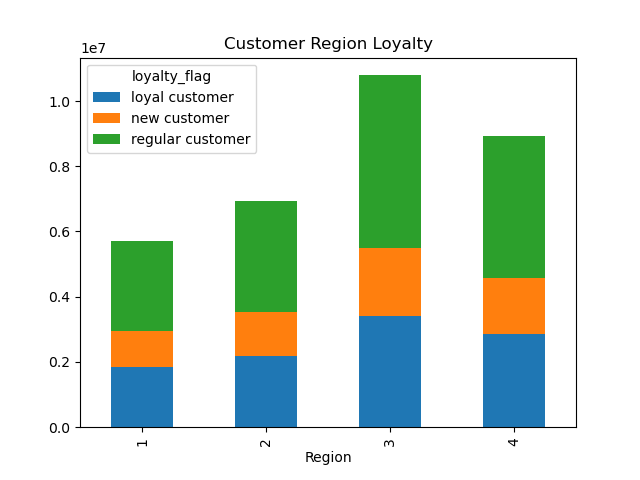 Customer Region Loyalty
1e7
loyalty_flag
loyal customer
new customer
regular customer
1.0
0.8
0.6
0.4
0.2
0.0
1
2
3
4
Region